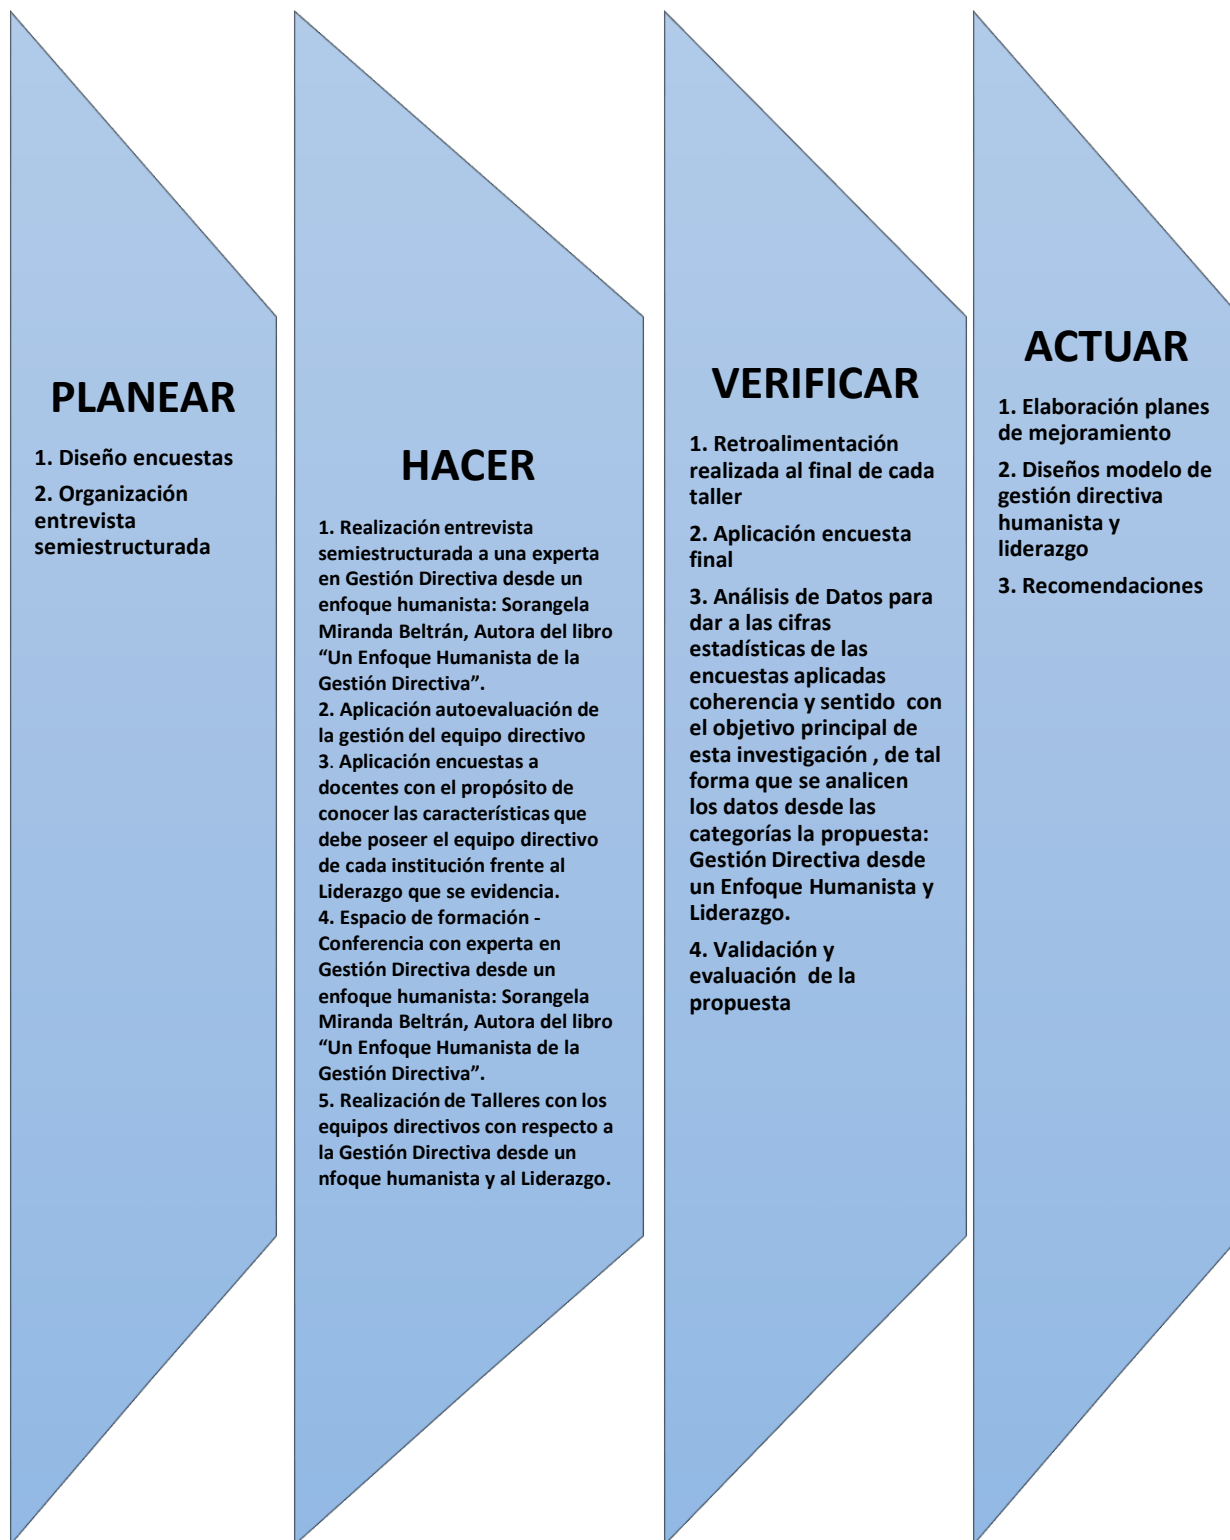 PLANEAR
1. Diseño encuestas
2. Organización
entrevista
semiestructurada
HACER
1. Realización entrevista
semiestructurada a una experta
en Gestión Directiva desde un
enfoque humanista: Sorangela
Miranda Beltrán, Autora del libro
“Un Enfoque Humanista de la
Gestión Directiva”.
2. Aplicación autoevaluación de
la gestión del equipo directivo
3. Aplicación encuestas a
docentes con el propósito de
conocer las características que
debe poseer el equipo directivo
de cada institución frente al
Liderazgo que se evidencia.
4. Espacio de formación -
Conferencia con experta en
Gestión Directiva desde un
enfoque humanista: Sorangela
Miranda Beltrán, Autora del libro
“Un Enfoque Humanista de la
Gestión Directiva”.
5. Realización de Talleres con los
equipos directivos con respecto a
la Gestión Directiva desde un
nfoque humanista y al Liderazgo.
VERIFICAR
1. Retroalimentación
realizada al final de cada
taller
2. Aplicación encuesta
final
3. Análisis de Datos para
dar a las cifras
estadísticas de las
encuestas aplicadas
coherencia y sentido  con
el objetivo principal de
esta investigación , de tal
forma que se analicen
los datos desde las
categorías la propuesta:
Gestión Directiva desde
un Enfoque Humanista y
Liderazgo.
4. Validación y
evaluación  de la
propuesta
ACTUAR
1. Elaboración planes
de mejoramiento
2. Diseños modelo de
gestión directiva
humanista y
liderazgo
3. Recomendaciones